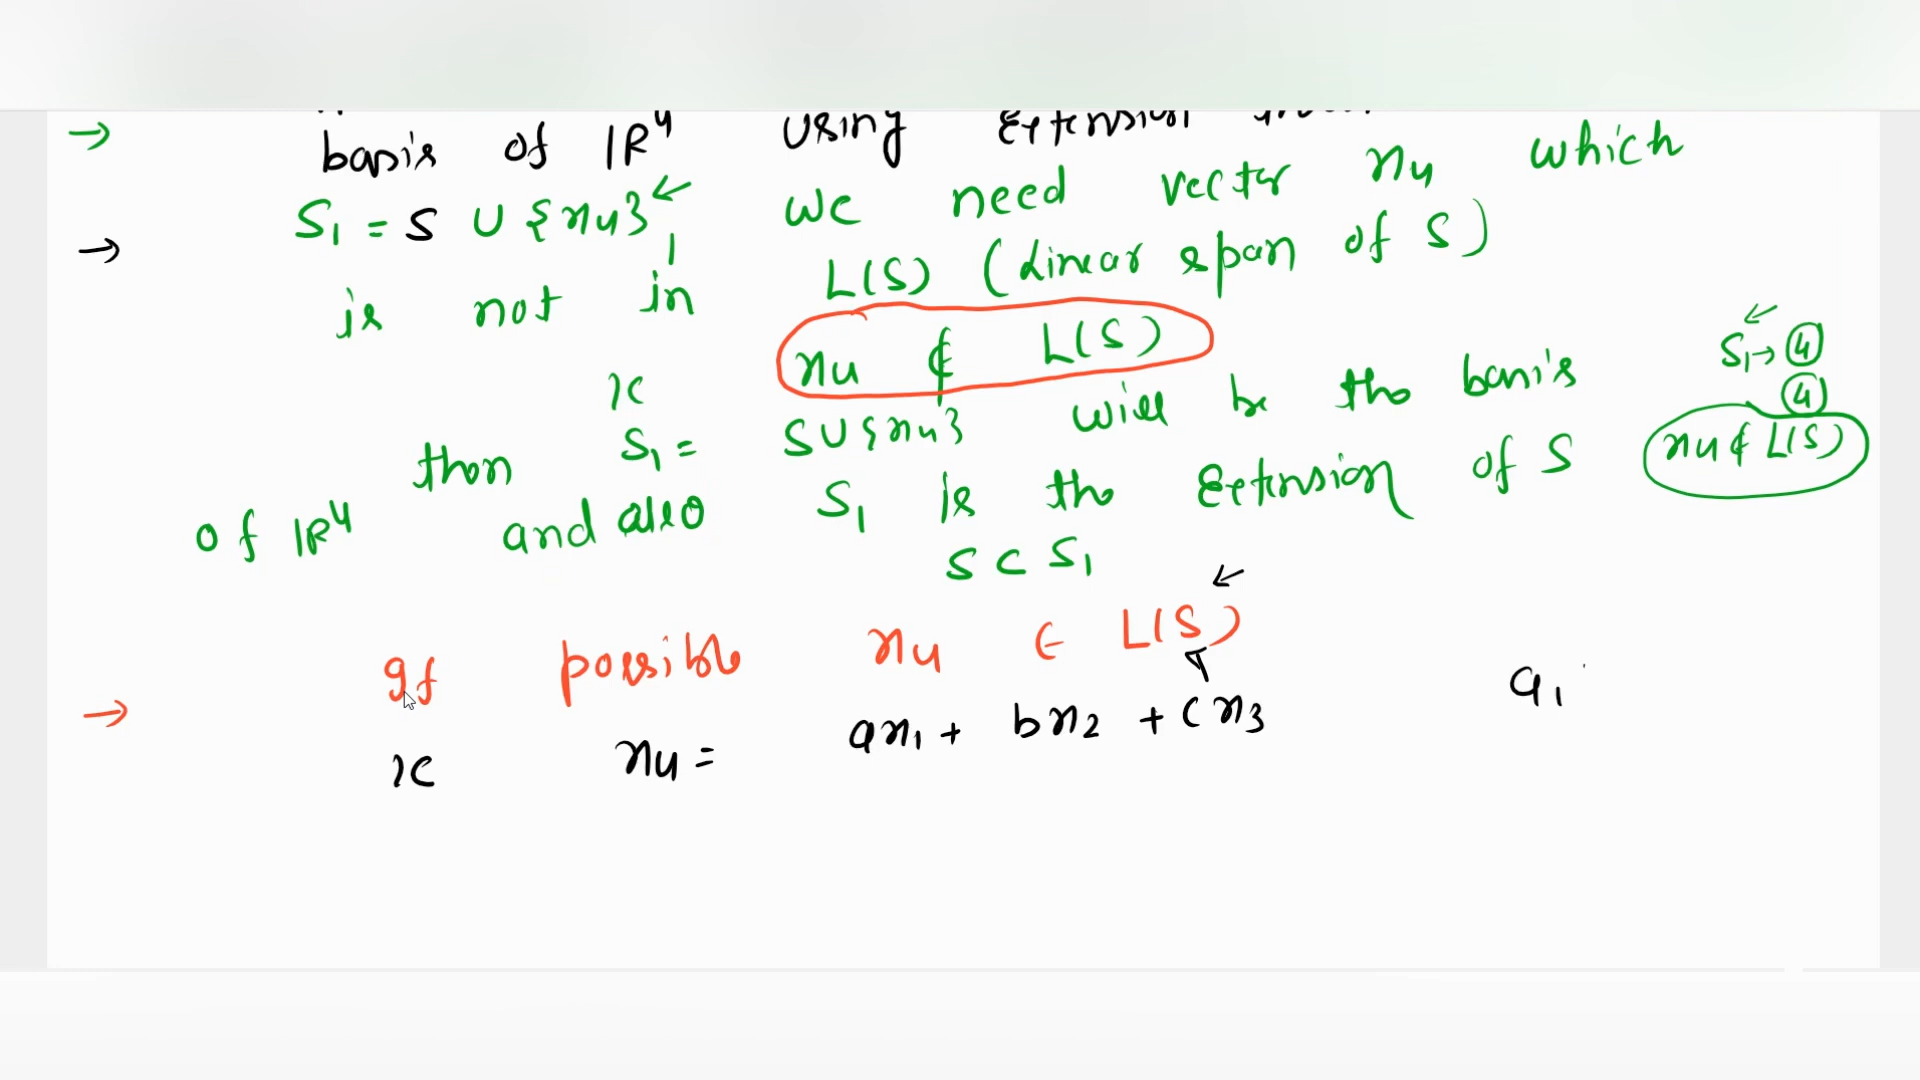 → basis of IR⁴ using Extension
→ S₁ = S ∪ {x₄} ← we need vector x₄ which
is not in L(S) (Linear span of S)
ie x₄ ∉ L(S)
S₁ → ④
④
then S₁ = S∪{x₄} will be the basis
x₄ ∉ L(S)
of IR⁴ and also S₁ is the Extension of S
S ⊂ S₁
→ If possible x₄ ∈ L(S)
ie x₄ = ax₁ + bx₂ + cx₃ a,